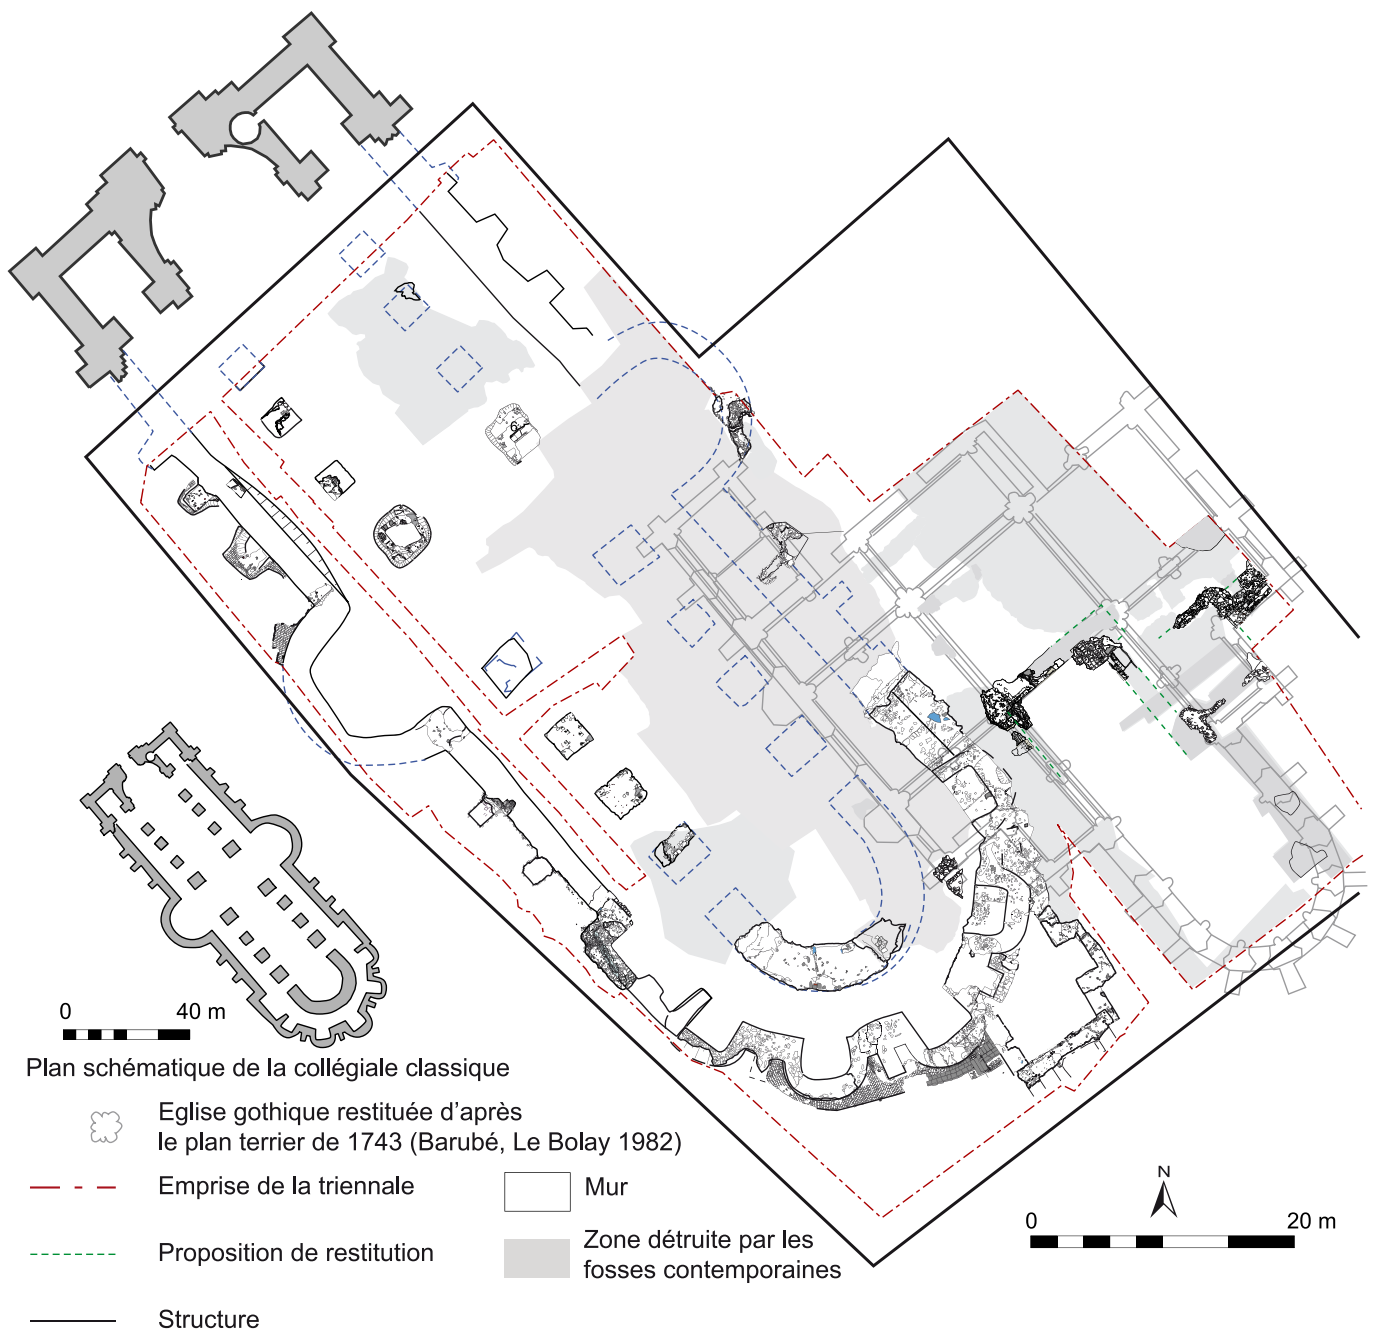 6
0 40 m
Plan schématique de la collégiale classique
Eglise gothique restituée d'après
le plan terrier de 1743 (Barubé, Le Bolay 1982)
Emprise de la triennale
Proposition de restitution
Structure
Mur
Zone détruite par les
fosses contemporaines
N
0 20 m